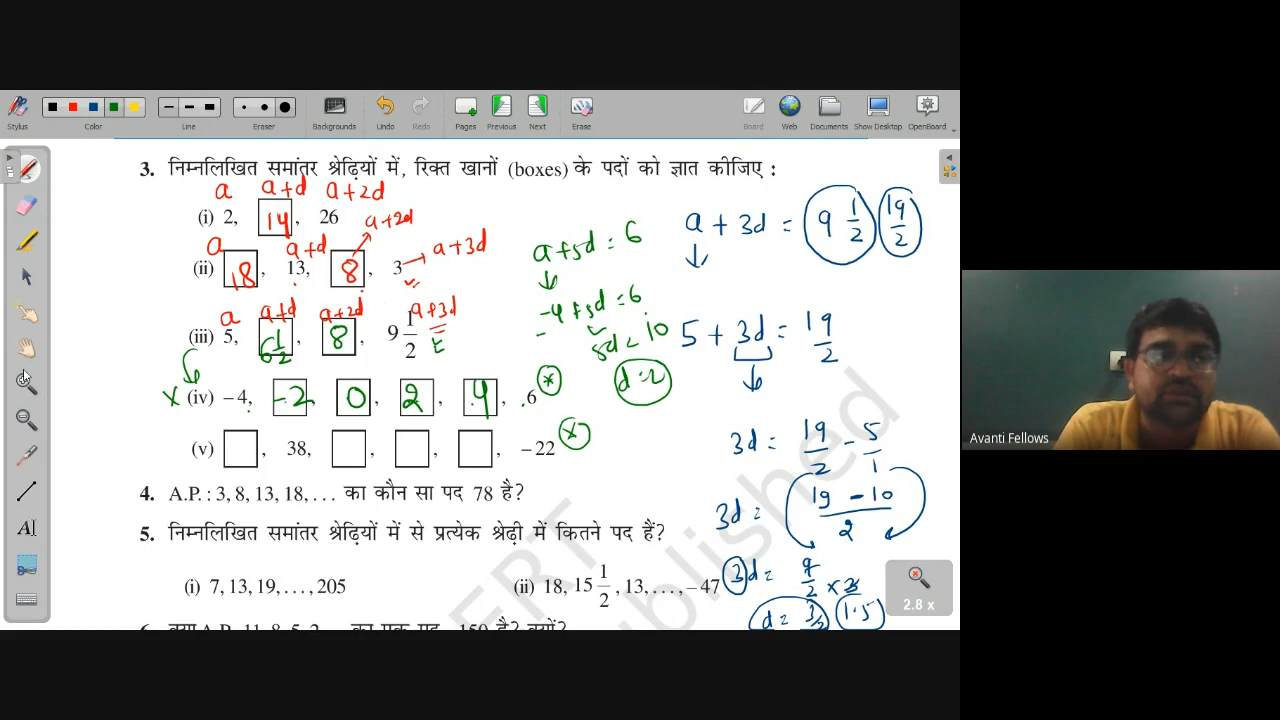 Stylus
Color
Line
Eraser
Backgrounds
Undo
Redo
Pages
Previous
Next
Erase
Board
Web
Documents
Show Desktop
OpenBoard
3. निम्नलिखित समांतर श्रेढ़ियों में, रिक्त खानों (boxes) के पदों को ज्ञात कीजिए :
a a+d a+2d
(i) 2, 14, 26
a a+d a+2d
(ii) 18, 13, 8, 3 a+3d
a a+d a+2d a+3d
(iii) 5, 6 1/2, 8, 9 1/2
x (iv) – 4, -2, 0, 2, 4, 6 *
(v) , 38, , , , – 22 x
4. A.P. : 3, 8, 13, 18, . . . का कौन सा पद 78 है?
5. निम्नलिखित समांतर श्रेढ़ियों में से प्रत्येक श्रेढ़ी में कितने पद हैं?
(i) 7, 13, 19, . . . , 205 (ii) 18, 15 1/2, 13, . . . , – 47
a+5d = 6
-4+5d = 6
d=2
a + 3d = 9 1/2 19/2
5 + 3d = 19/2
3d = 19/2 - 5/1
3d = 19 - 10 / 2
d = 3/2 1.5
2.8 x
Avanti Fellows